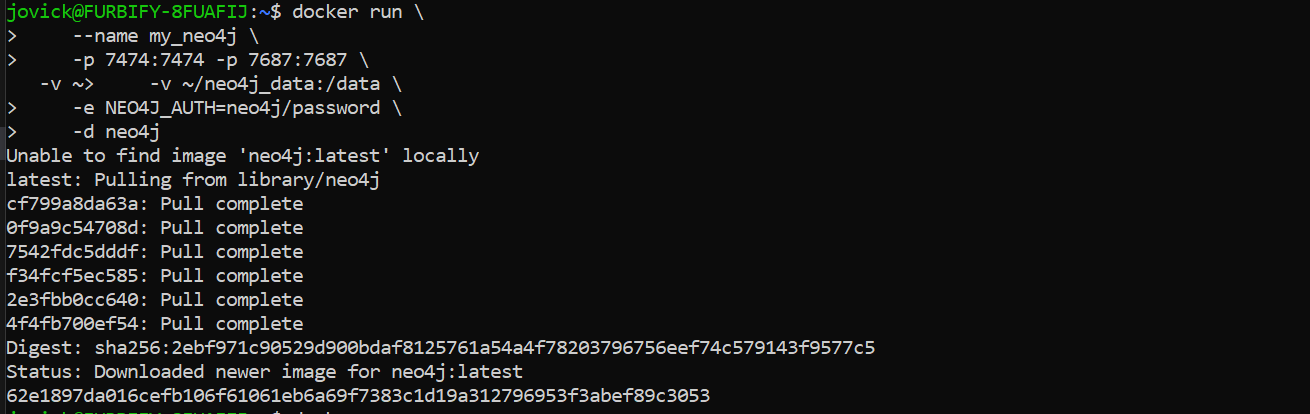 jovick@FURBIFY-8FUAFIJ:~$ docker run \
>     --name my_neo4j \
>     -p 7474:7474 -p 7687:7687 \
   -v ~>     -v ~/neo4j_data:/data \
>     -e NEO4J_AUTH=neo4j/password \
>     -d neo4j
Unable to find image 'neo4j:latest' locally
latest: Pulling from library/neo4j
cf799a8da63a: Pull complete
0f9a9c54708d: Pull complete
7542fdc5dddf: Pull complete
f34fcf5ec585: Pull complete
2e3fbb0cc640: Pull complete
4f4fb700ef54: Pull complete
Digest: sha256:2ebf971c90529d900bdaf8125761a54a4f78203796756eef74c579143f9577c5
Status: Downloaded newer image for neo4j:latest
62e1897da016cefb106f61061eb6a69f7383c1d19a312796953f3abef89c3053